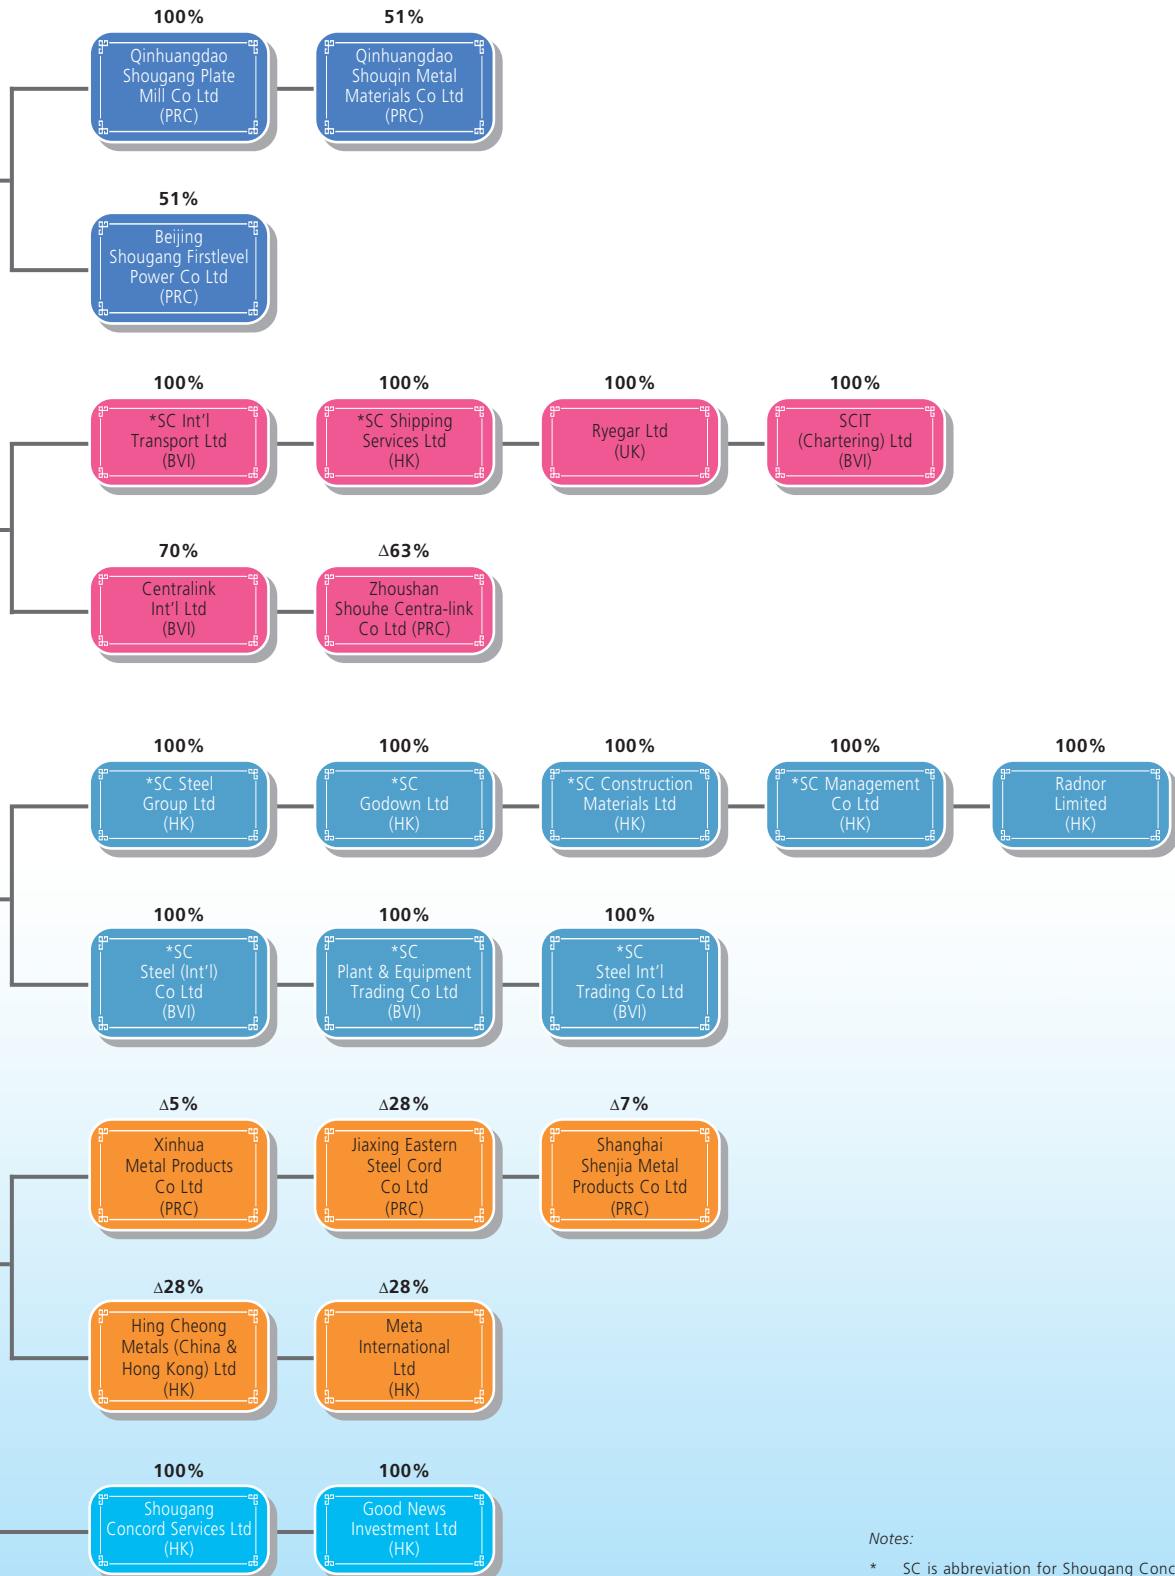 100%
Qinhuangdao
Shougang Plate
Mill Co Ltd
(PRC)
51%
Qinhuangdao
Shouqin Metal
Materials Co Ltd
(PRC)
51%
Beijing
Shougang Firstlevel
Power Co Ltd
(PRC)
100%
*SC Int'l
Transport Ltd
(BVI)
100%
*SC Shipping
Services Ltd
(HK)
100%
Ryegar Ltd
(UK)
100%
SCIT
(Chartering) Ltd
(BVI)
70%
Centralink
Int'l Ltd
(BVI)
∆63%
Zhoushan
Shouhe Centra-link
Co Ltd (PRC)
100%
*SC Steel
Group Ltd
(HK)
100%
*SC
Godown Ltd
(HK)
100%
*SC Construction
Materials Ltd
(HK)
100%
*SC Management
Co Ltd
(HK)
100%
Radnor
Limited
(HK)
100%
*SC
Steel (Int'l)
Co Ltd
(BVI)
100%
*SC
Plant & Equipment
Trading Co Ltd
(BVI)
100%
*SC
Steel Int'l
Trading Co Ltd
(BVI)
∆5%
Xinhua
Metal Products
Co Ltd
(PRC)
∆28%
Jiaxing Eastern
Steel Cord
Co Ltd
(PRC)
∆7%
Shanghai
Shenjia Metal
Products Co Ltd
(PRC)
∆28%
Hing Cheong
Metals (China &
Hong Kong) Ltd
(HK)
∆28%
Meta
International
Ltd
(HK)
100%
Shougang
Concord Services Ltd
(HK)
100%
Good News
Investment Ltd
(HK)
Notes:
* SC is abbreviation for Shougang Conc